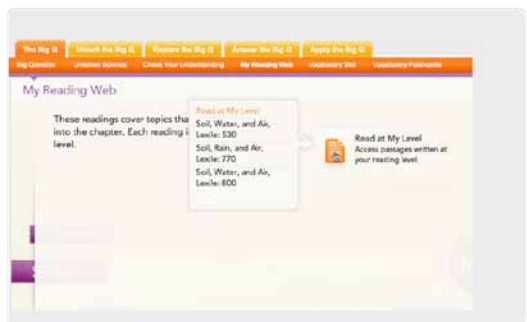 The Big Q
Unlock the Big Q
Explore the Big Q
Answer the Big Q
Apply the Big Q
Big Question
Untamed Science
Check Your Understanding
My Reading Web
Vocabulary Skill
Vocabulary Flashcards
My Reading Web
These readings cover topics tha
into the chapter. Each reading i
level.
Read at My Level
Soil, Water, and Air,
Lexile: 530
Soil, Rain, and Air,
Lexile: 770
Soil, Water, and Air,
Lexile: 800
Read at My Level
Access passages written at
your reading level.